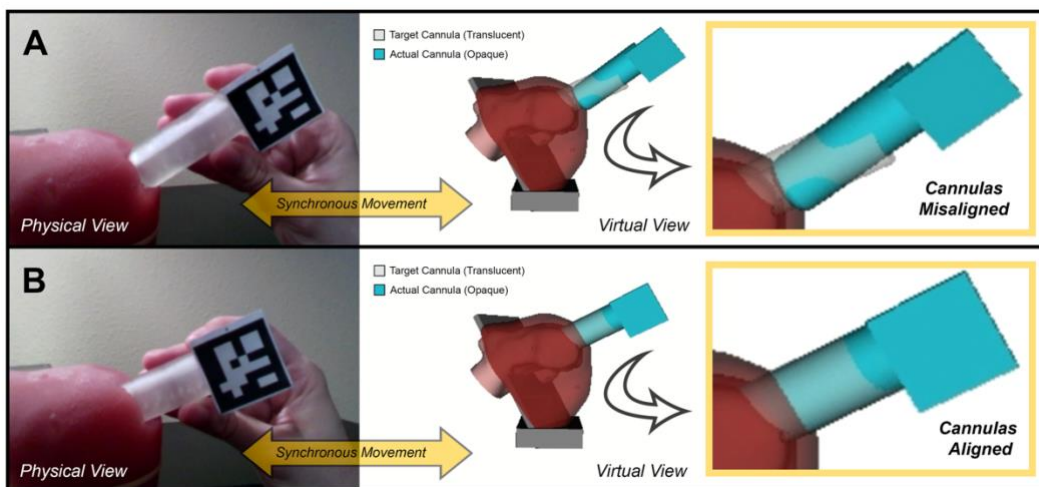 A
Target Cannula (Translucent)
Actual Cannula (Opaque)
Synchronous Movement
Physical View
Virtual View
Cannulas
Misaligned
B
Target Cannula (Translucent)
Actual Cannula (Opaque)
Synchronous Movement
Physical View
Virtual View
Cannulas
Aligned